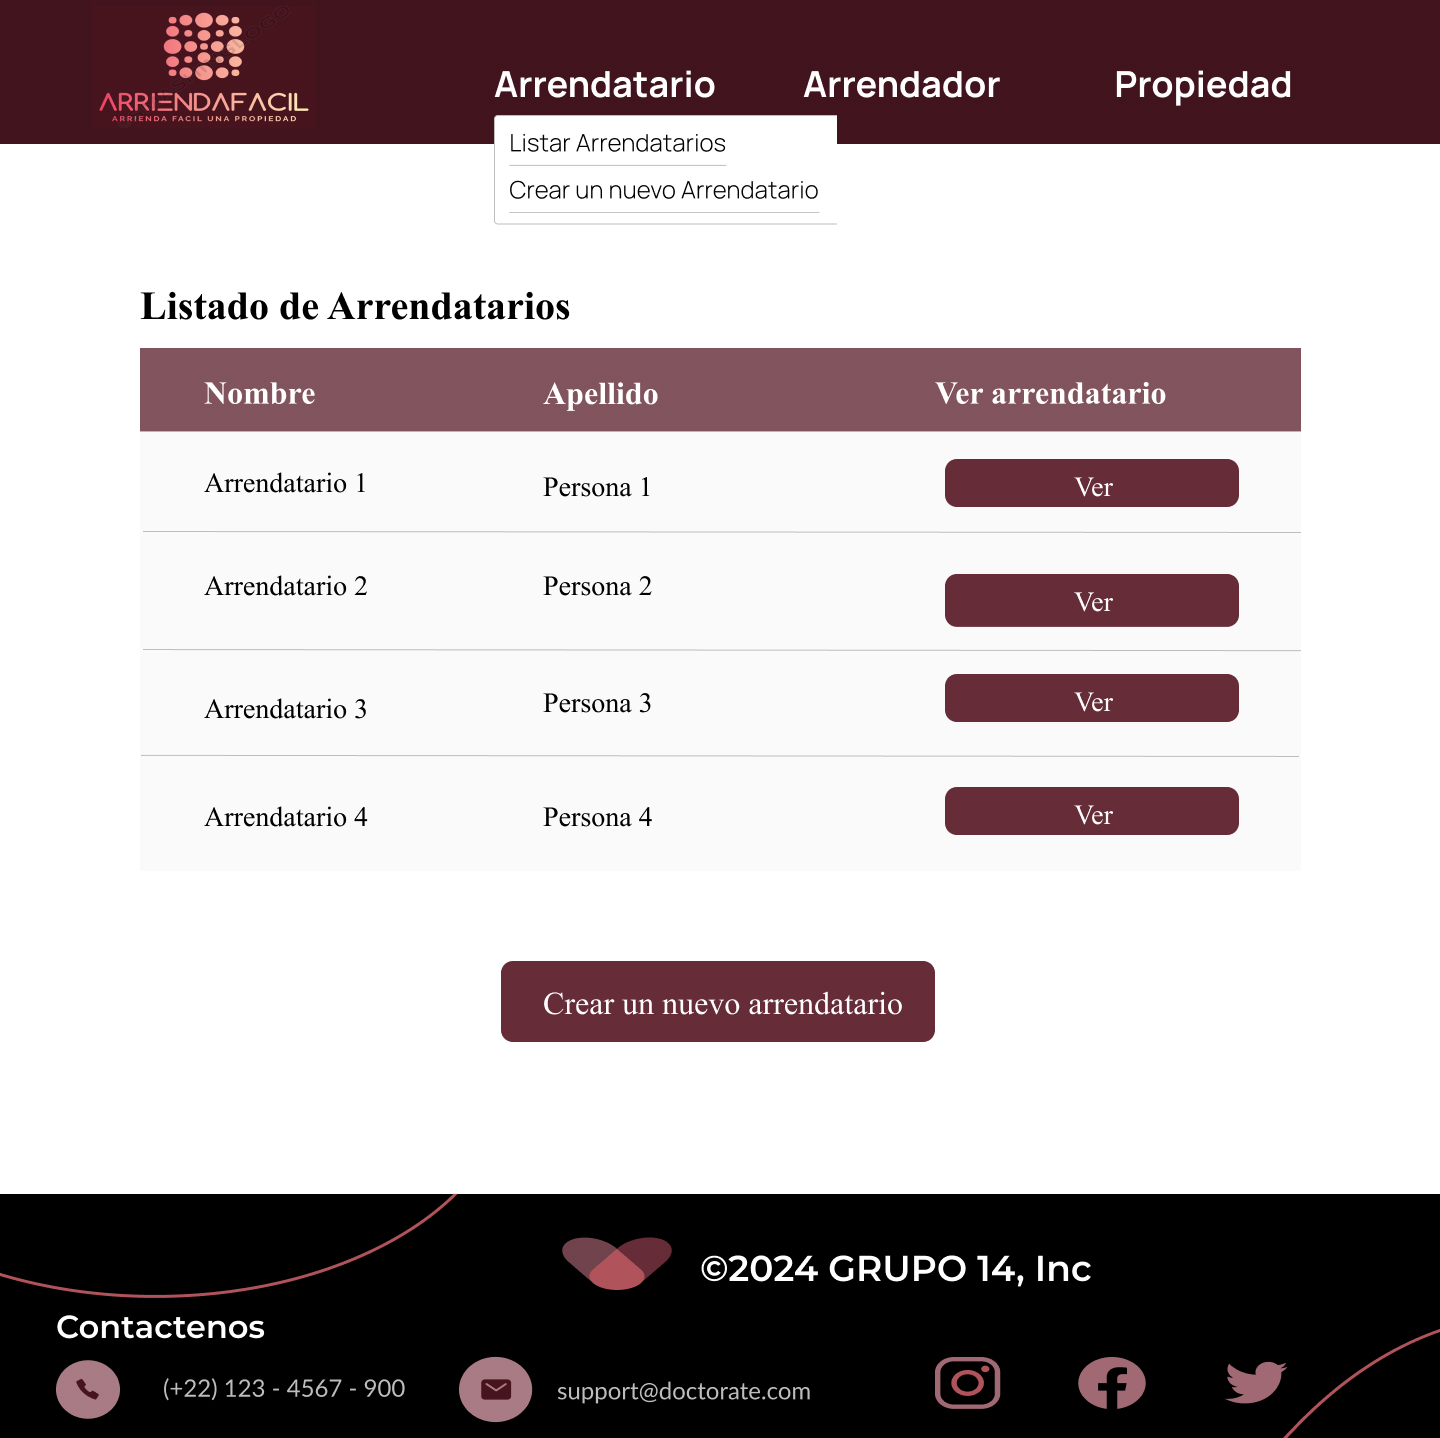 ARRIENDAFACIL
ARRIENDA FACIL UNA PROPIEDAD
Arrendatario Arrendador Propiedad
Listar Arrendatarios
Crear un nuevo Arrendatario
Listado de Arrendatarios
Nombre Apellido Ver arrendatario
Arrendatario 1 Persona 1 Ver
Arrendatario 2 Persona 2 Ver
Arrendatario 3 Persona 3 Ver
Arrendatario 4 Persona 4 Ver
Crear un nuevo arrendatario
©2024 GRUPO 14, Inc
Contactenos
(+22) 123 - 4567 - 900 support@doctorate.com